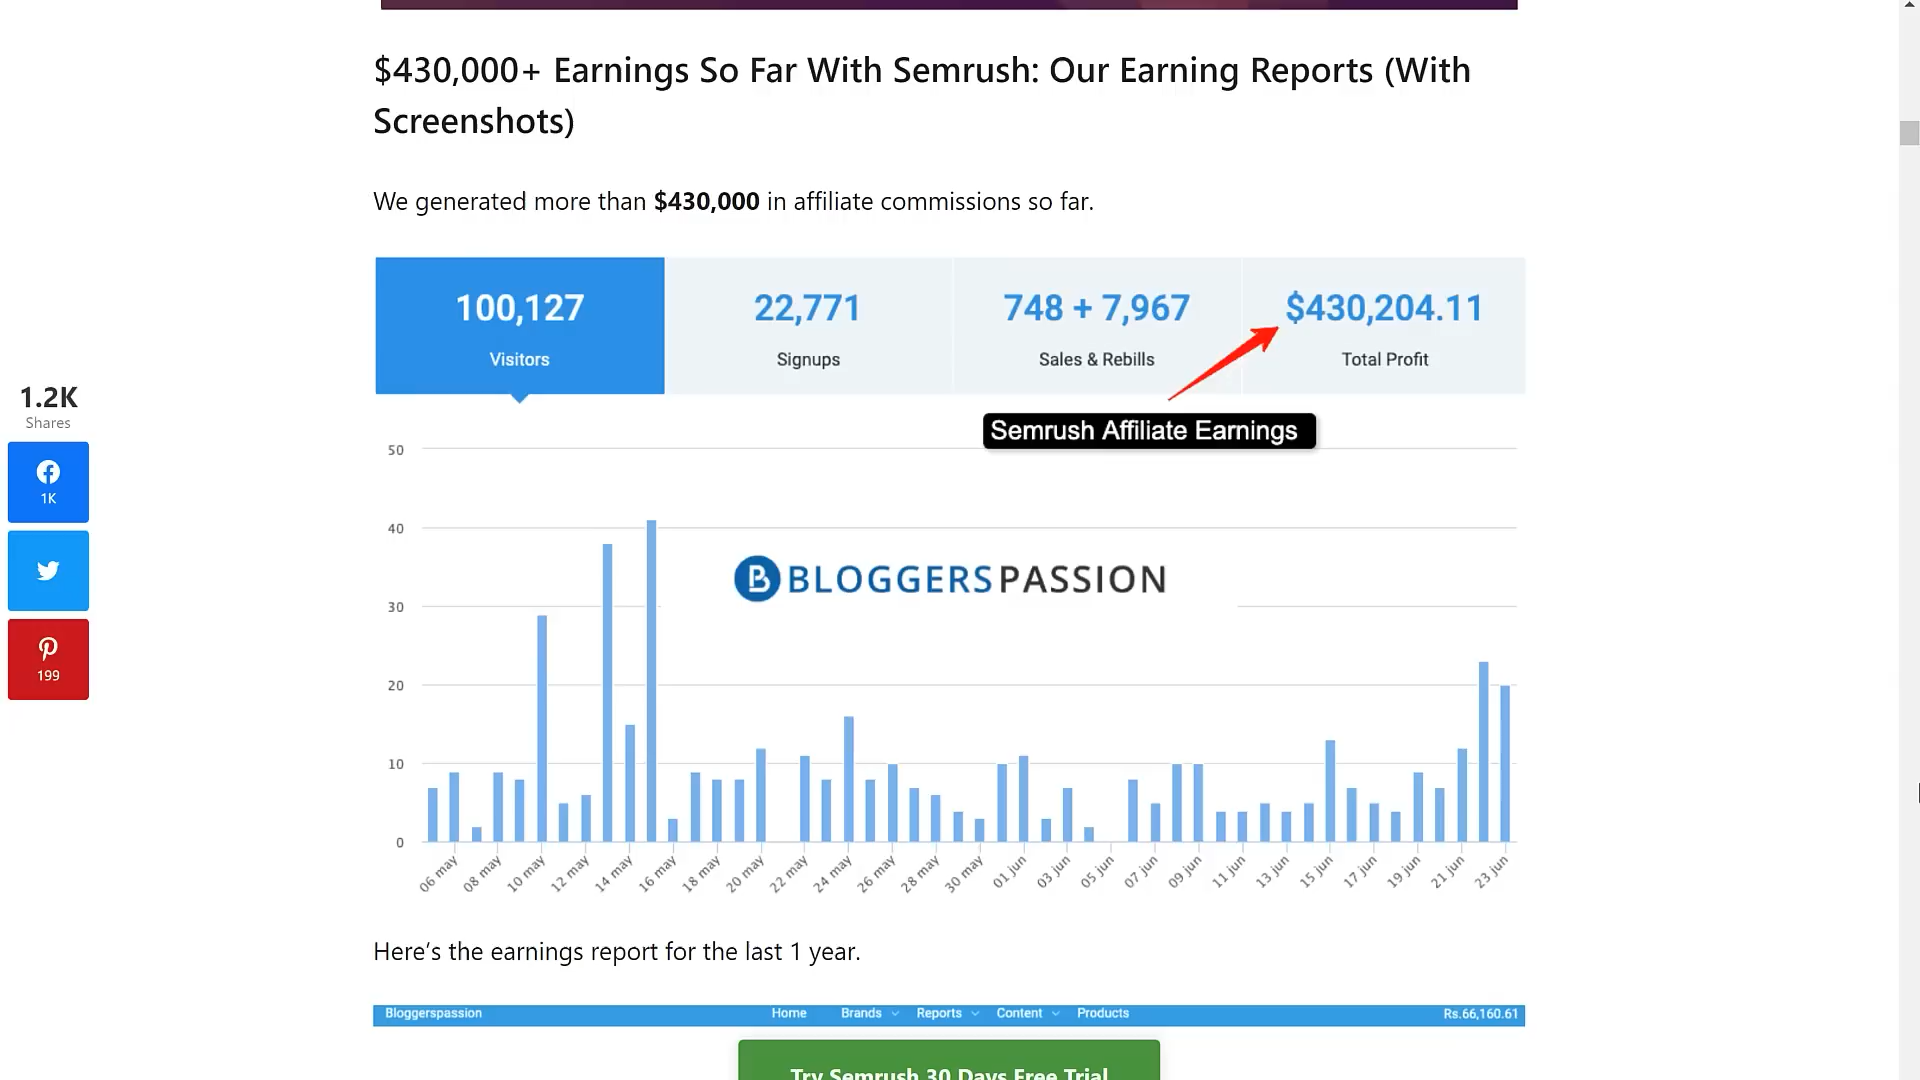 $430,000+ Earnings So Far With Semrush: Our Earning Reports (With
Screenshots)
We generated more than $430,000 in affiliate commissions so far.
100,127
Visitors
22,771
Signups
748 + 7,967
Sales & Rebills
$430,204.11
Total Profit
Semrush Affiliate Earnings
1.2K
Shares
1K
199
50
40
30
20
10
0
BLOGGERSPASSION
06 may
08 may
10 may
12 may
14 may
16 may
18 may
20 may
22 may
24 may
26 may
28 may
30 may
01 jun
03 jun
05 jun
07 jun
09 jun
11 jun
13 jun
15 jun
17 jun
19 jun
21 jun
23 jun
Here’s the earnings report for the last 1 year.
Bloggerspassion Home Brands Reports Content Products Rs.66,160.61
Try Semrush 30 Days Free Trial